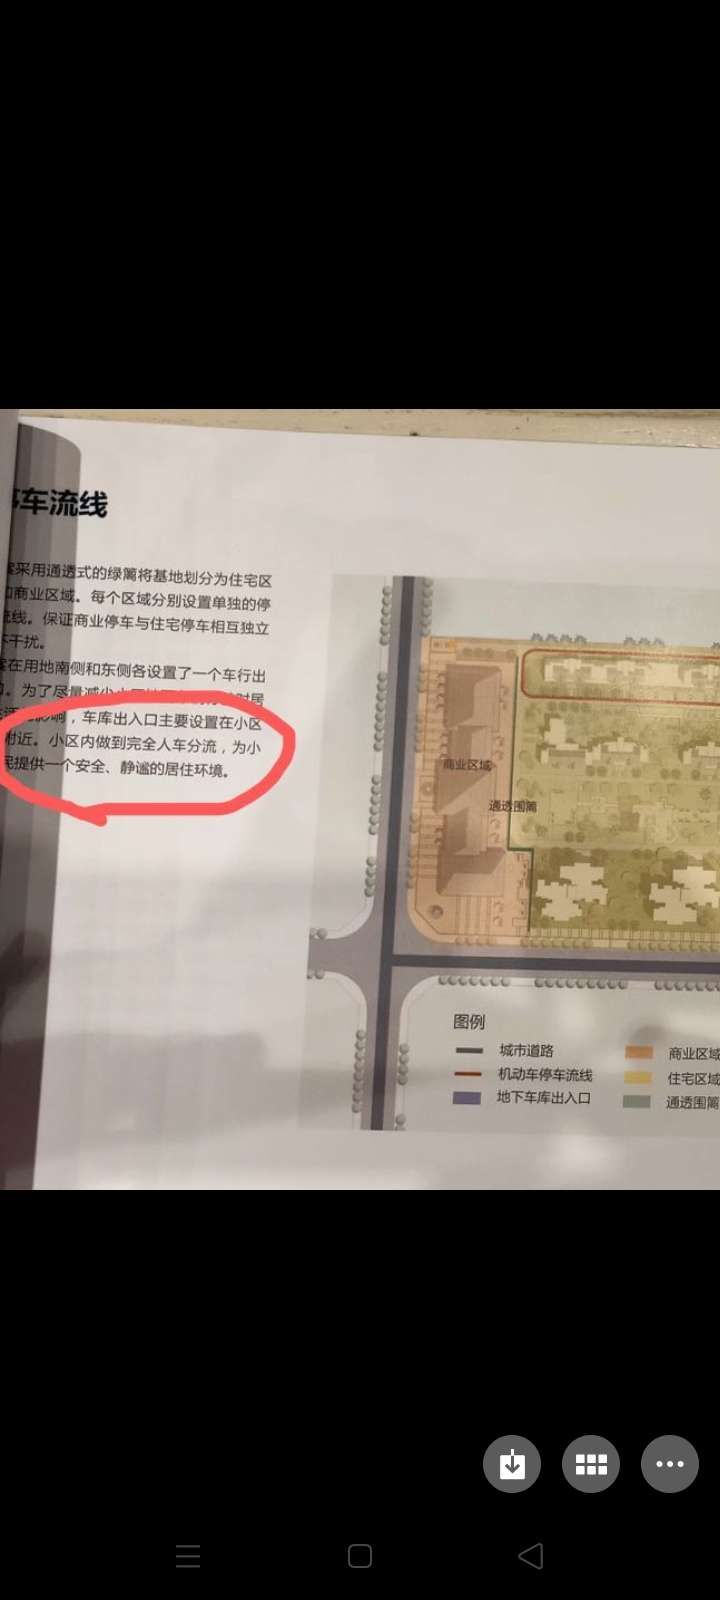 车流线
采用通透式的绿篱将基地划分为住宅区
商业区域。每个区域分别设置单独的停
线。保证商业停车与住宅停车相互独立
干扰。
在用地南侧和东侧各设置了一个车行出
。为了尽量减少
影响，车库出入口主要设置在小区
附近。小区内做到完全人车分流，为小
民提供一个安全、静谧的居住环境。
商业区域
通透围篱
图例
城市道路
机动车停车流线
地下车库出入口
商业区域
住宅区域
通透围篱